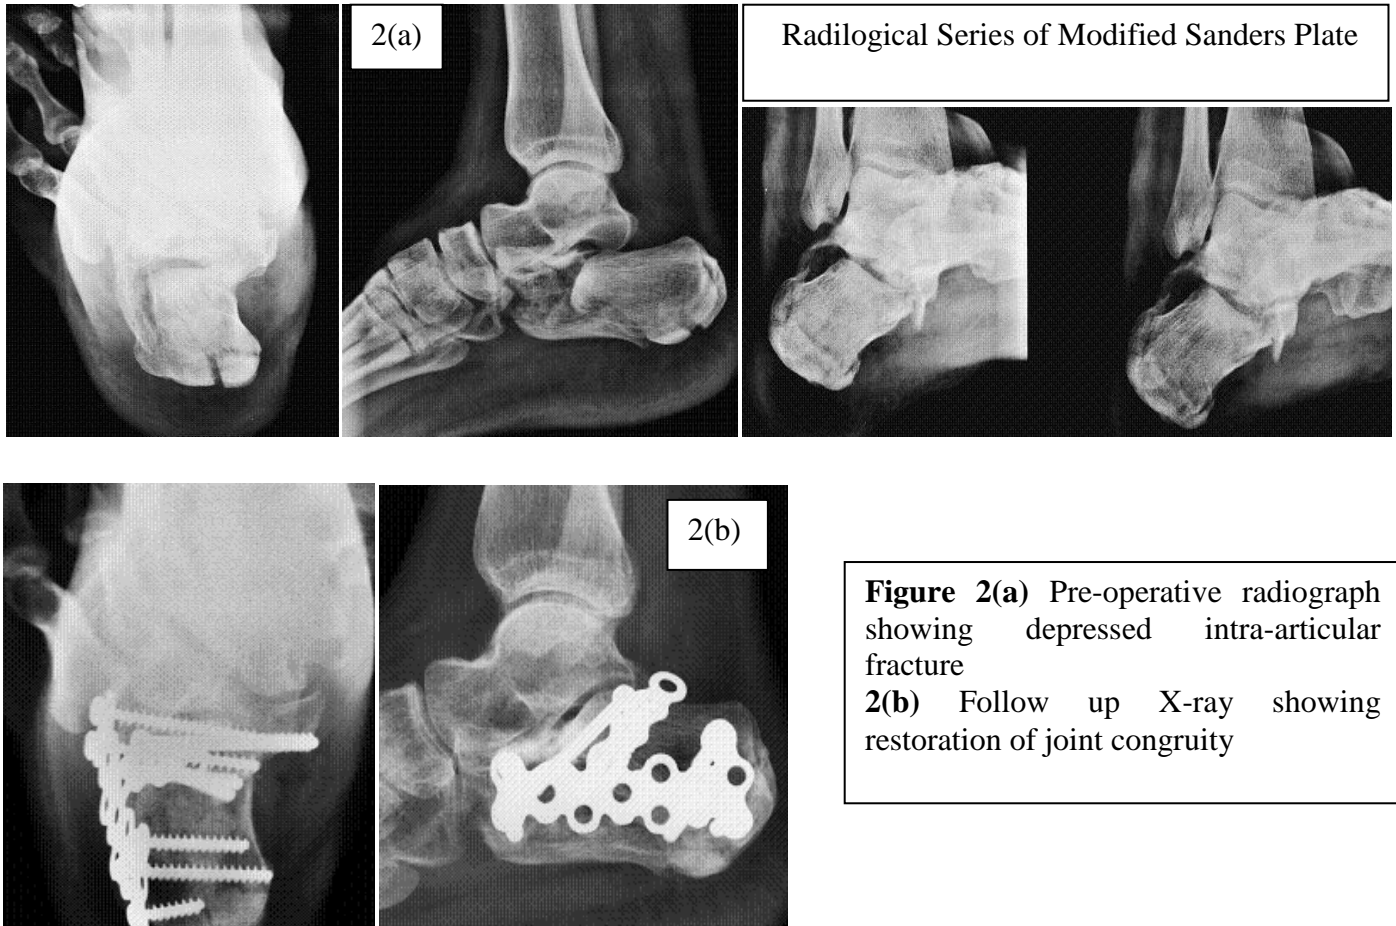 2(a)
Radilogical Series of Modified Sanders Plate
2(b)
Figure 2(a) Pre-operative radiograph
showing depressed intra-articular
fracture
2(b) Follow up X-ray showing
restoration of joint congruity